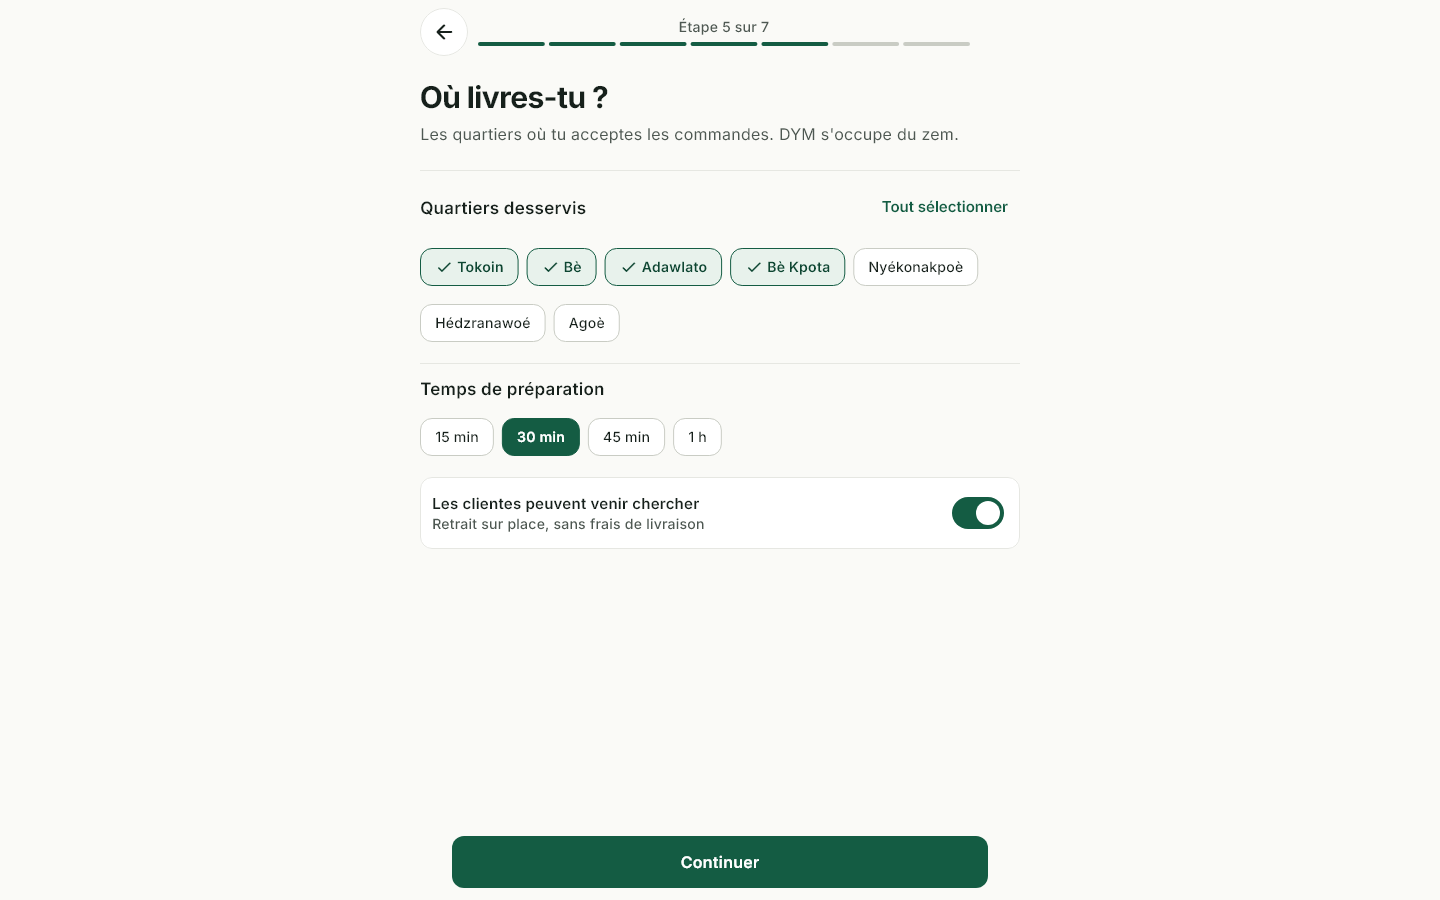 Étape 5 sur 7
Où livres-tu ?
Les quartiers où tu acceptes les commandes. DYM s'occupe du zem.
Quartiers desservis
Tout sélectionner
Tokoin
Bè
Adawlato
Bè Kpota
Nyékonakpoè
Hédzranawoé
Agoè
Temps de préparation
15 min
30 min
45 min
1 h
Les clientes peuvent venir chercher
Retrait sur place, sans frais de livraison
Continuer